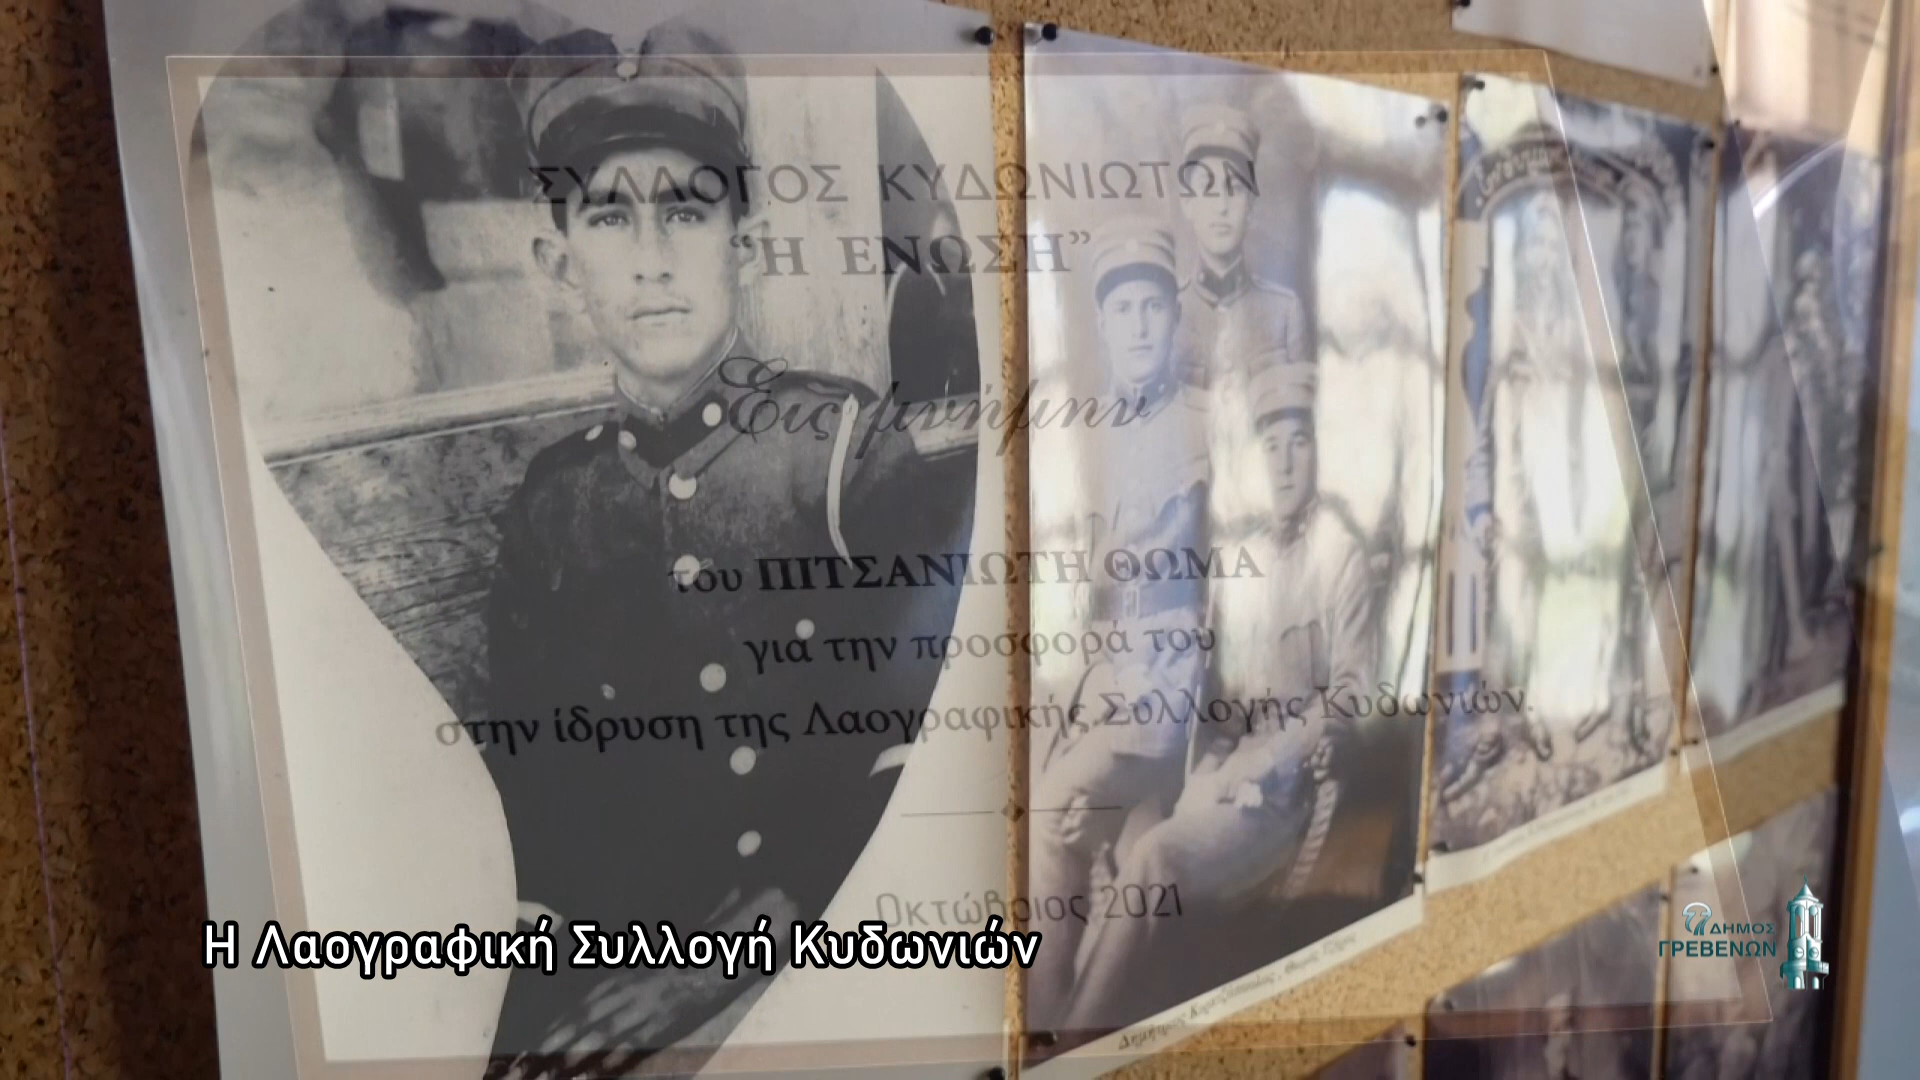 ΣΥΛΛΟΓΟΣ ΚΥΔΩΝΙΩΤΩΝ
“Η ΕΝΩΣΗ”
Εις μνήμην
του ΠΙΤΣΑΝΙΩΤΗ ΘΩΜΑ
για την προσφορά του
στην ίδρυση της Λαογραφικής Συλλογής Κυδωνιών.
Οκτώβριος 2021
Η Λαογραφική Συλλογή Κυδωνιών
ΔΗΜΟΣ
ΓΡΕΒΕΝΩΝ
Δημήτριος